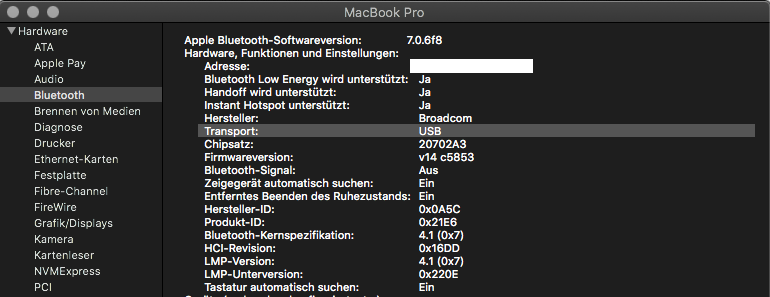 MacBook Pro
Hardware
ATA
Apple Pay
Audio
Bluetooth
Brennen von Medien
Diagnose
Drucker
Ethernet-Karten
Festplatte
Fibre-Channel
FireWire
Grafik/Displays
Kamera
Kartenleser
NVMExpress
PCI
Apple Bluetooth-Softwareversion: 7.0.6f8
Hardware, Funktionen und Einstellungen:
Adresse:
Bluetooth Low Energy wird unterstützt: Ja
Handoff wird unterstützt: Ja
Instant Hotspot unterstützt: Ja
Hersteller: Broadcom
Transport: USB
Chipsatz: 20702A3
Firmwareversion: v14 c5853
Bluetooth-Signal: Aus
Zeigegerät automatisch suchen: Ein
Entferntes Beenden des Ruhezustands: Ein
Hersteller-ID: 0x0A5C
Produkt-ID: 0x21E6
Bluetooth-Kernspezifikation: 4.1 (0x7)
HCI-Revision: 0x16DD
LMP-Version: 4.1 (0x7)
LMP-Unterversion: 0x220E
Tastatur automatisch suchen: Ein